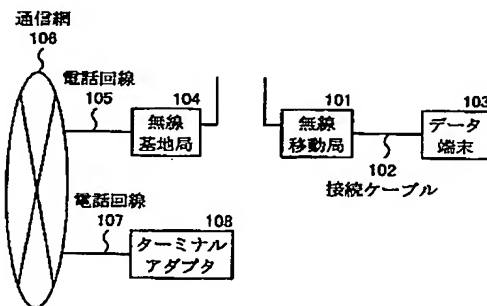 通信網
106
電話回線
105
104
無線
基地局
101
無線
移動局
102
接続ケーブル
103
データ
端末
電話回線
107
108
ターミナル
アダプタ